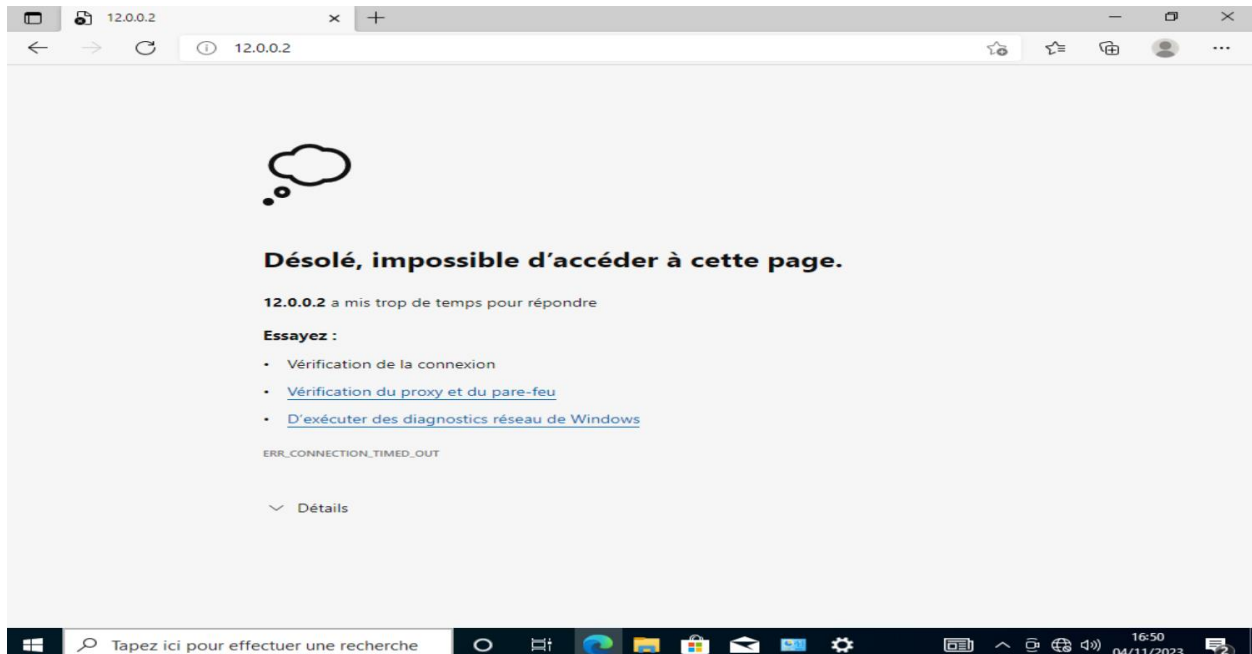 12.0.0.2
12.0.0.2
Désolé, impossible d'accéder à cette page.
12.0.0.2 a mis trop de temps pour répondre
Essayez :
• Vérification de la connexion
• Vérification du proxy et du pare-feu
• D'exécuter des diagnostics réseau de Windows
ERR_CONNECTION_TIMED_OUT
Détails
Tapez ici pour effectuer une recherche
16:50
04/11/2023
2